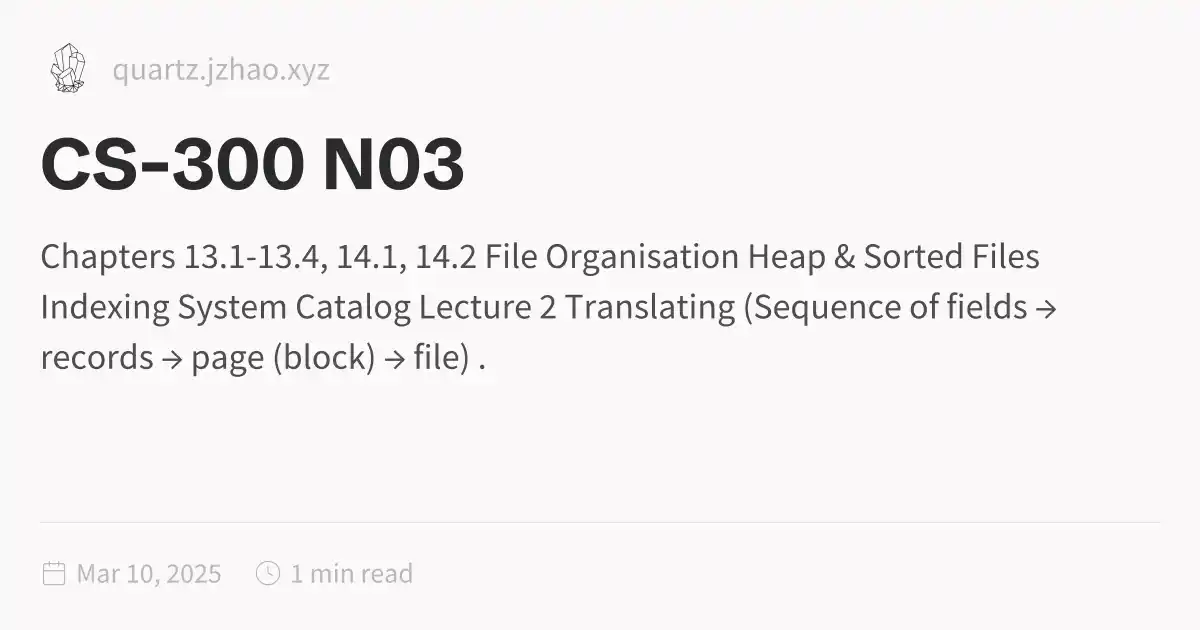 quartz.jzhao.xyz
CS-300 N03
Chapters 13.1-13.4, 14.1, 14.2 File Organisation Heap & Sorted Files
Indexing System Catalog Lecture 2 Translating (Sequence of fields →
records → page (block) → file) .
Mar 10, 2025 1 min read